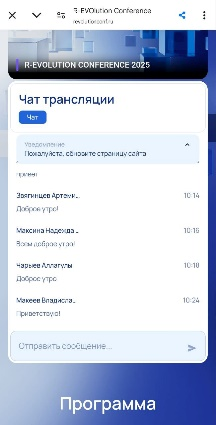 R-EVOlution Conference
revolutionconf.ru
R-EVOLUTION CONFERENCE 2025
Чат трансляции
Чат
Уведомление
Пожалуйста, обновите страницу сайта
привет
Звягинцев Артеми... 10:14
Доброе утро!
Максина Надежда... 10:16
Всем доброе утро!
Чарыев Аллагулы 10:18
Доброе утро
Макеев Владисла... 10:24
Приветствую!
Отправить сообщение...
Программа